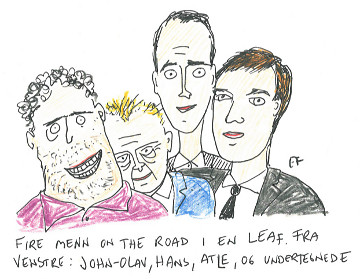 EF
FIRE MENN ON THE ROAD I EN LEAF. FRA
VENSTRE: JOHN-OLAV, HANS, ATLE, OG UNDERTEGNEDE